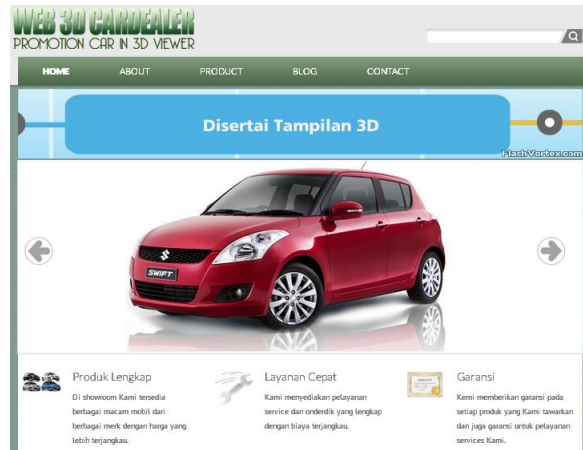 WEB 3D CARDEALER
PROMOTION CAR IN 3D VIEWER
HOME ABOUT PRODUCT BLOG CONTACT
Disertai Tampilan 3D
FlashVortex.com
SWIFT
Produk Lengkap
Di showroom Kami tersedia
berbagai macam mobil dari
berbagai merk dengan harga yang
lebih terjangkau.
Layanan Cepat
Kami menyediakan pelayanan
service dan onderdik yang lengkap
dengan biaya terjangkau.
Garansi
Kemi memberikan garansi pada
setiap produk yang Kami tawarkan
dan juga garansi untuk pelayanan
services Kami.